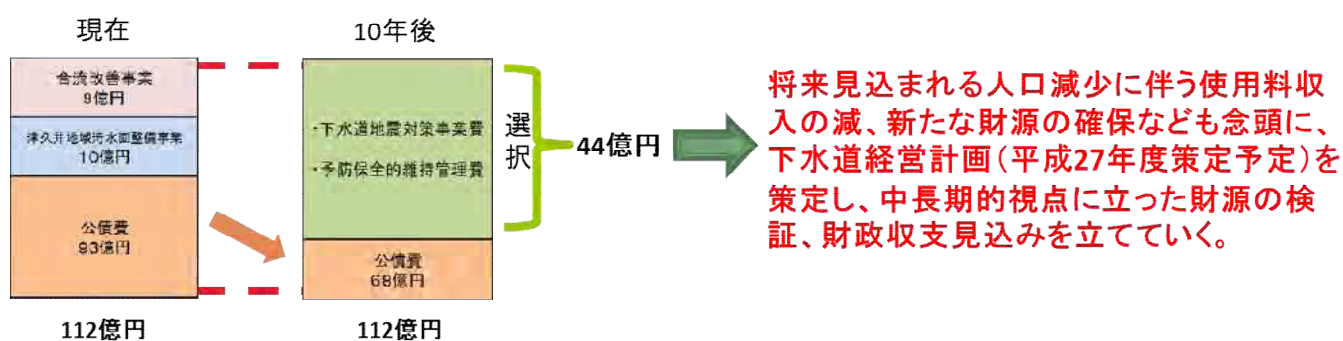 現在
合流改善事業
9億円
津久井地域汚水面整備事業
10億円
公債費
93億円
112億円
10年後
・下水道地震対策事業費
・予防保全的維持管理費
公債費
68億円
112億円
選択
44億円
将来見込まれる人口減少に伴う使用料収
入の減、新たな財源の確保なども念頭に、
下水道経営計画(平成27年度策定予定)を
策定し、中長期的視点に立った財源の検
証、財政収支見込みを立てていく。